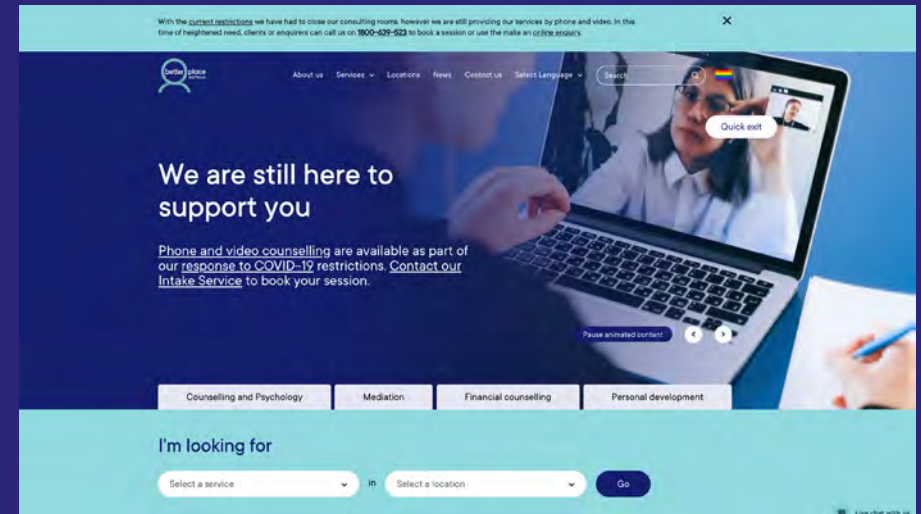 With the current restrictions we have had to close our consulting rooms, however we are still providing our services by phone and video. In this
time of heightened need, clients or enquirers can call us on 1800-639-523 to book a session or use the make an online enquiry.
better place
AUSTRALIA
About us Services Locations News Contact us Select Language Search
Quick exit
We are still here to
support you
Phone and video counselling are available as part of
our response to COVID-19 restrictions. Contact our
Intake Service to book your session.
Pause animated content
Counselling and Psychology Mediation Financial counselling Personal development
I'm looking for
Select a service in Select a location Go
Live chat with us